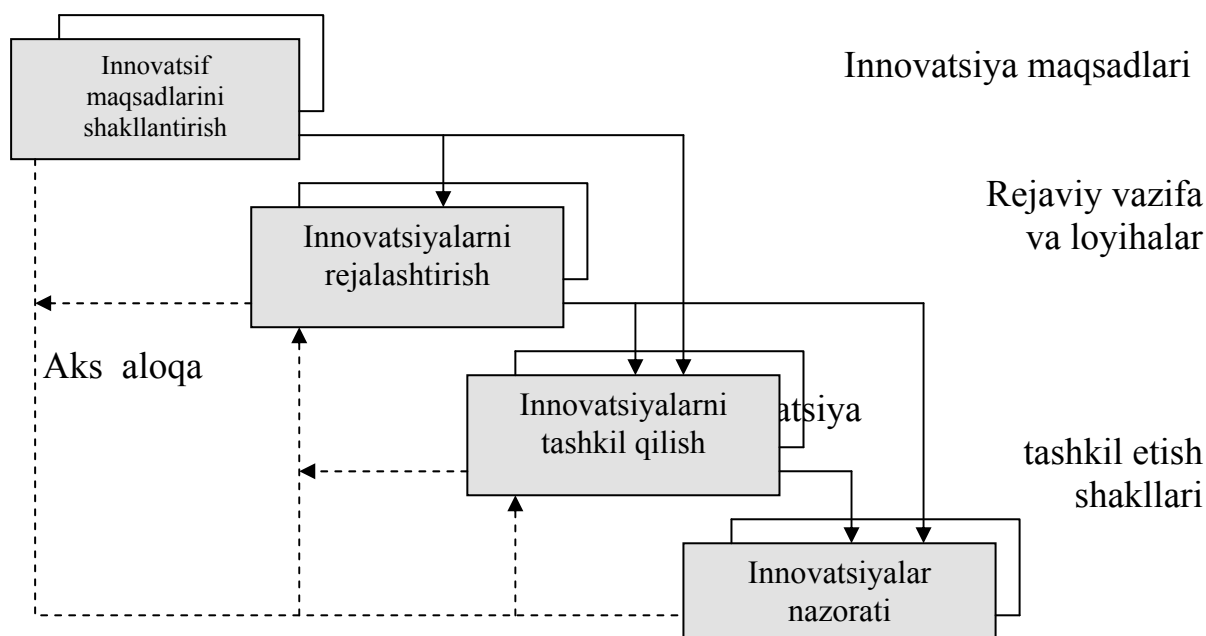 Innovatsif
maqsadlarini
shakllantirish
Innovatsiya maqsadlari
Rejaviy vazifa
va loyihalar
Innovatsiyalarni
rejalashtirish
Aks aloqa
Innovatsiyalarni
tashkil qilish
atsiya
tashkil etish
shakllari
Innovatsiyalar
nazorati